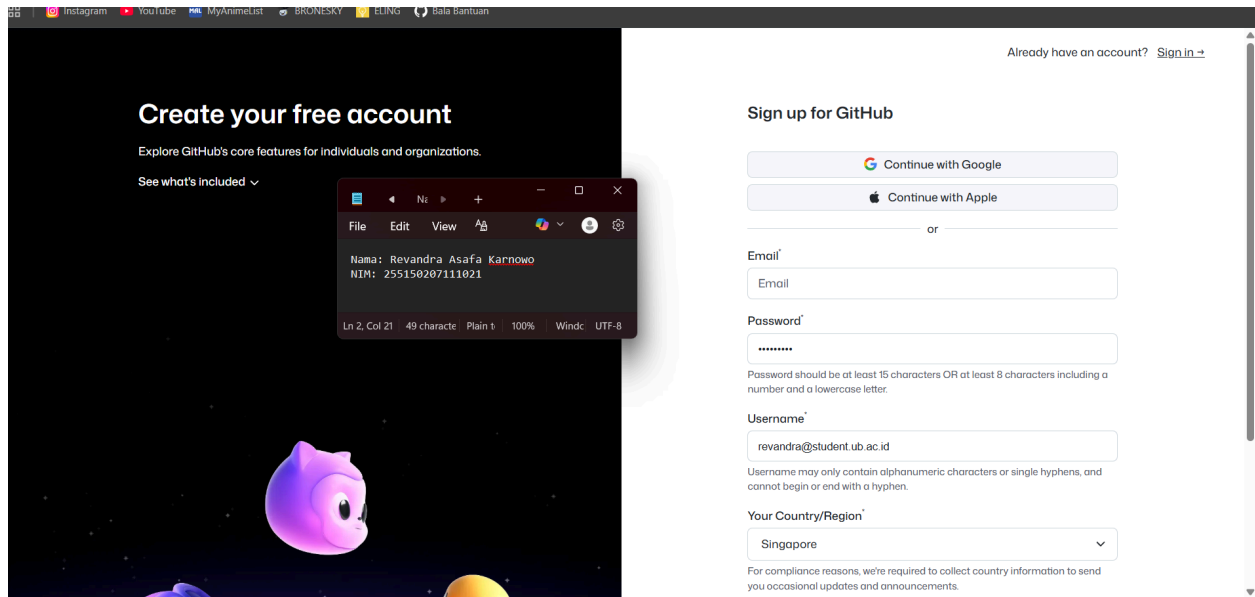 Instagram YouTube MyAnimeList BRONESKY ELING Bala Bantuan
Already have an account? Sign in →
Create your free account
Explore GitHub's core features for individuals and organizations.
See what's included
File Edit View
Nama: Revandra Asafa Karnowo
NIM: 255150207111021
Ln 2, Col 21 49 characte Plain t 100% Windc UTF-8
Sign up for GitHub
Continue with Google
Continue with Apple
or
Email*
Email
Password*
•••••••••
Password should be at least 15 characters OR at least 8 characters including a
number and a lowercase letter.
Username*
revandra@student.ub.ac.id
Username may only contain alphanumeric characters or single hyphens, and
cannot begin or end with a hyphen.
Your Country/Region*
Singapore
For compliance reasons, we're required to collect country information to send
you occasional updates and announcements.